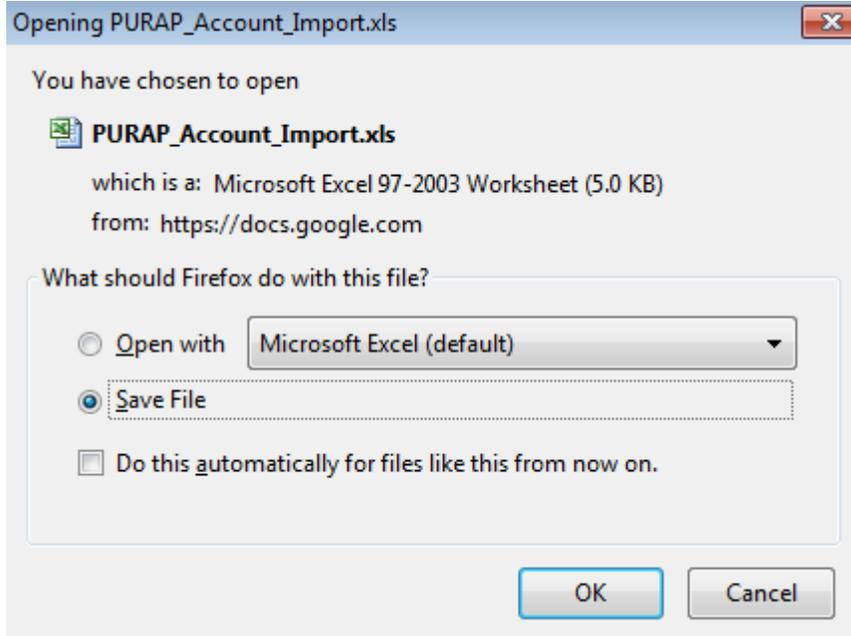 Opening PURAP_Account_Import.xls
You have chosen to open
PURAP_Account_Import.xls
which is a: Microsoft Excel 97-2003 Worksheet (5.0 KB)
from: https://docs.google.com
What should Firefox do with this file?
Open with Microsoft Excel (default)
Save File
Do this automatically for files like this from now on.
OK Cancel